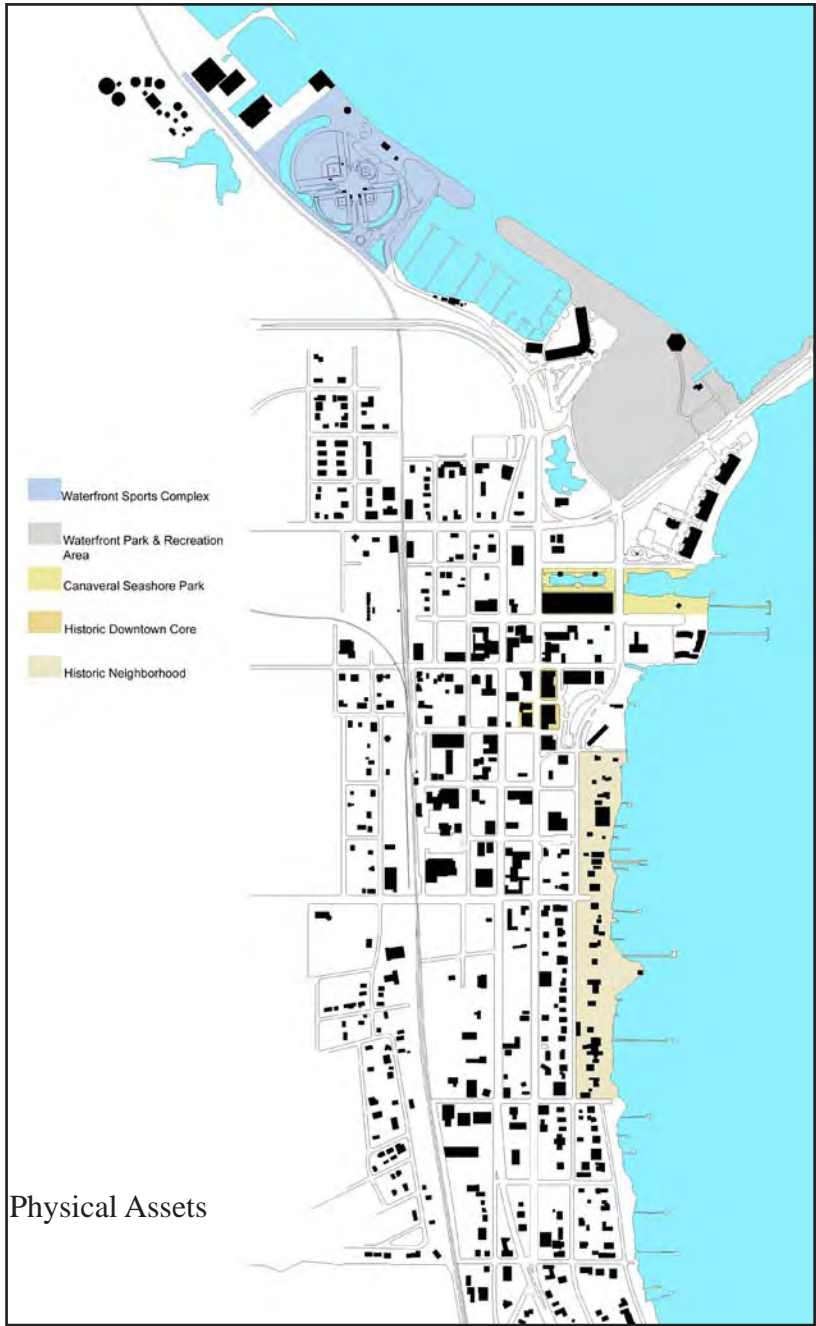 Waterfront Sports Complex
Waterfront Park & Recreation
Area
Canaveral Seashore Park
Historic Downtown Core
Historic Neighborhood
Physical Assets